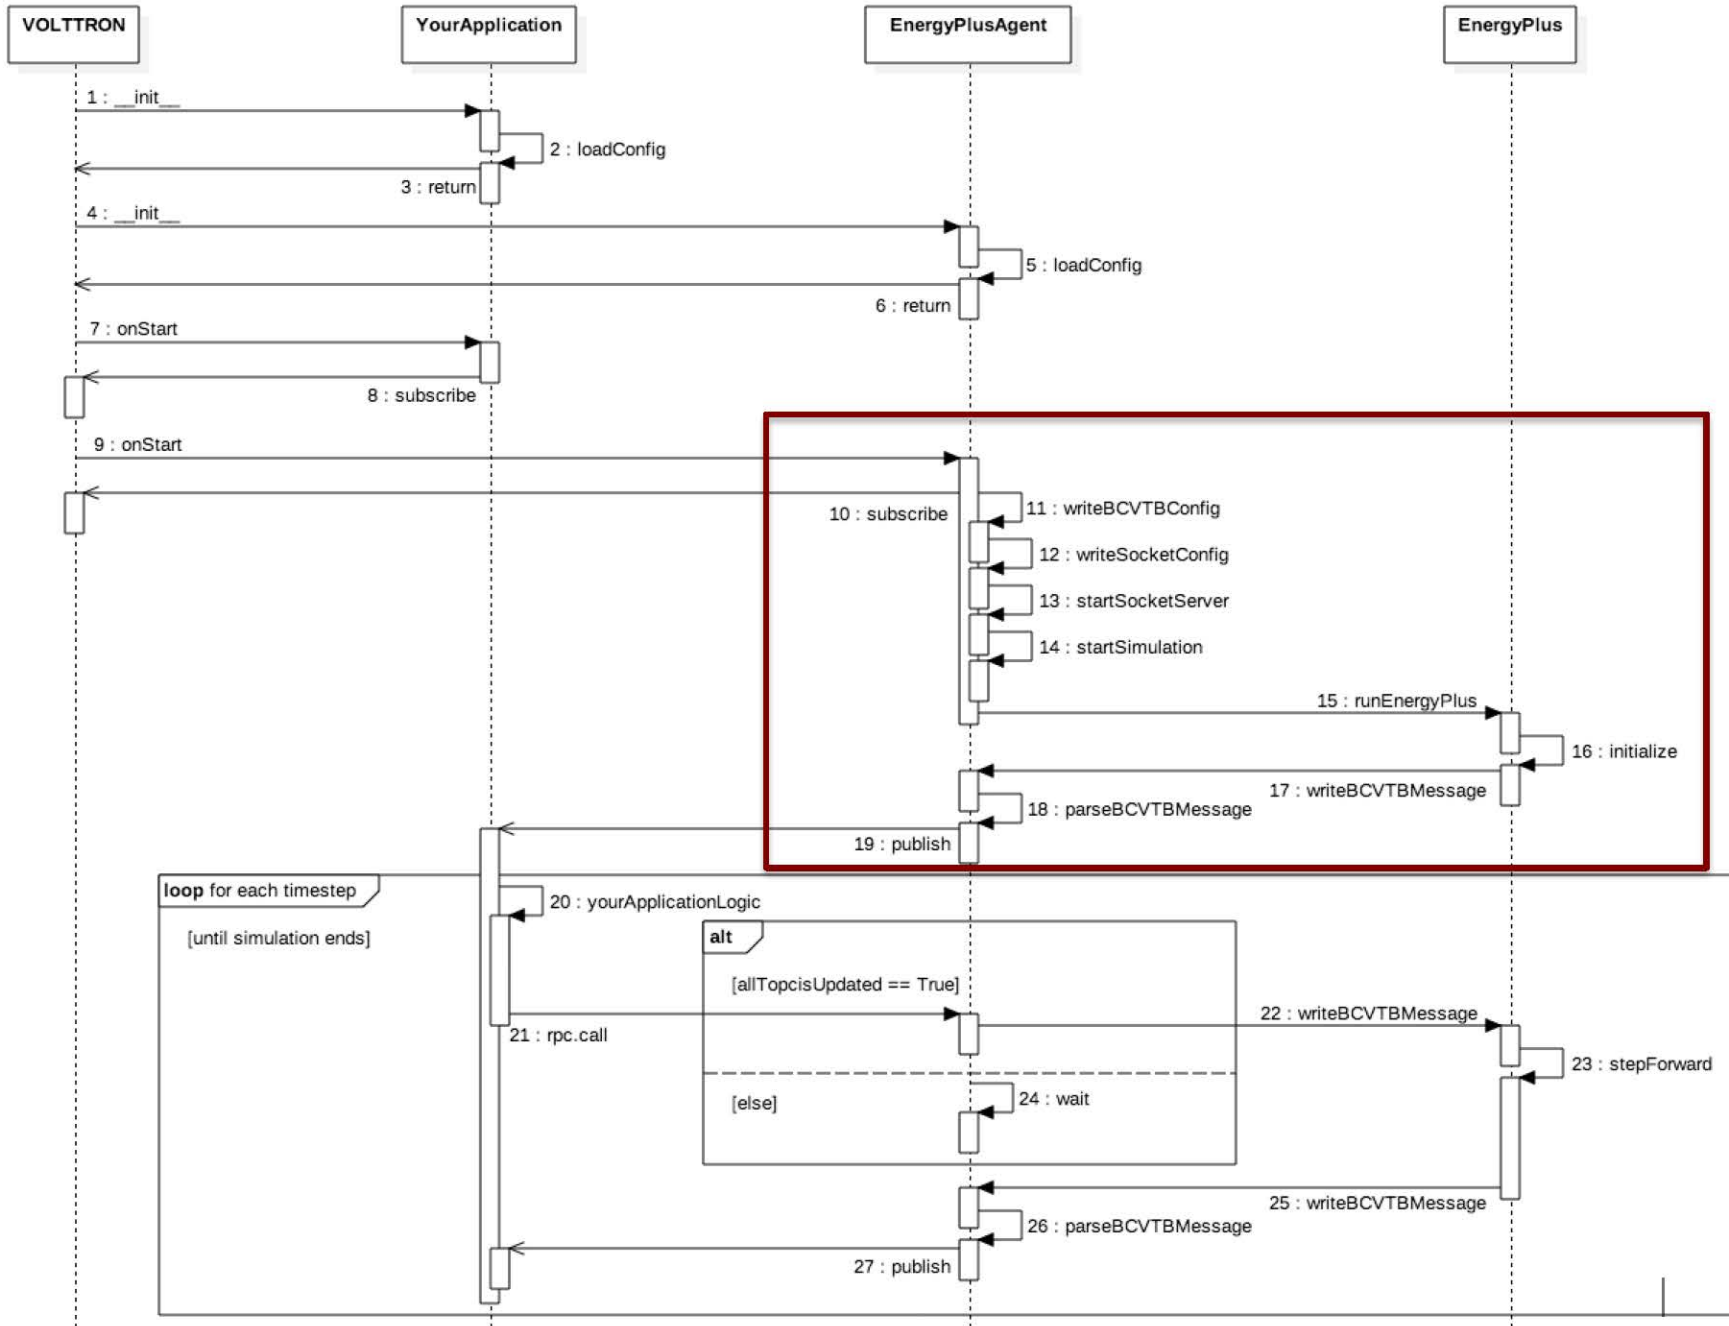 VOLTTRON
YourApplication
EnergyPlusAgent
EnergyPlus
1 : __init__
2 : loadConfig
3 : return
4 : __init__
5 : loadConfig
6 : return
7 : onStart
8 : subscribe
9 : onStart
10 : subscribe
11 : writeBCVTBConfig
12 : writeSocketConfig
13 : startSocketServer
14 : startSimulation
15 : runEnergyPlus
16 : initialize
17 : writeBCVTBMessage
18 : parseBCVTBMessage
19 : publish
loop for each timestep
20 : yourApplicationLogic
[until simulation ends]
alt
[allTopcisUpdated == True]
21 : rpc.call
22 : writeBCVTBMessage
23 : stepForward
[else]
24 : wait
25 : writeBCVTBMessage
26 : parseBCVTBMessage
27 : publish